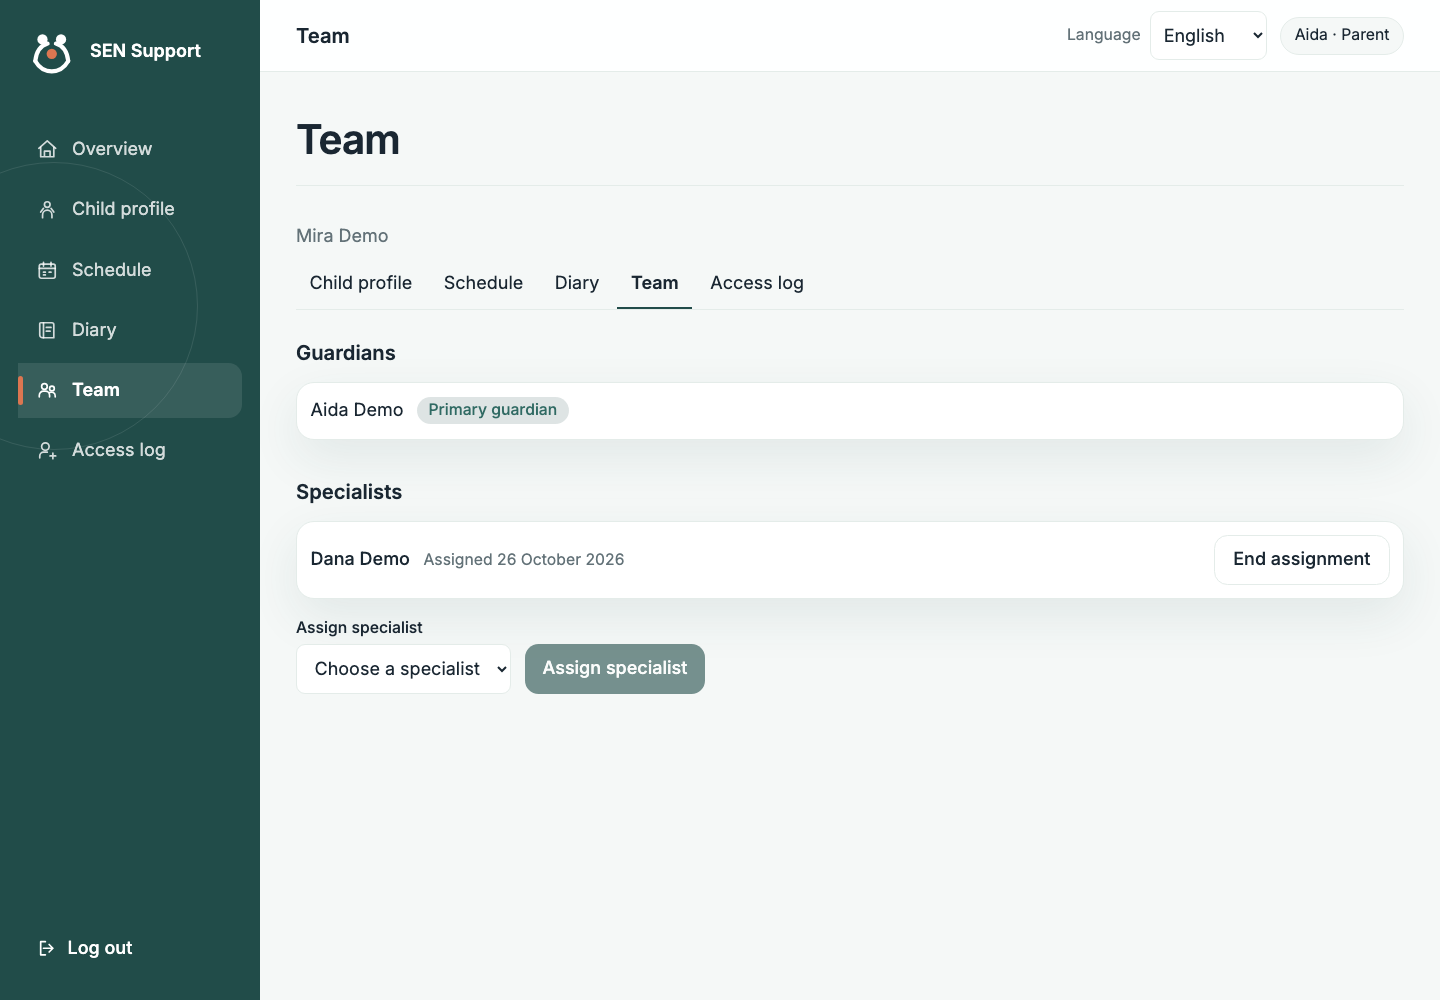 SEN Support
Overview
Child profile
Schedule
Diary
Team
Access log
Log out
Team
Language English Aida · Parent
Team
Mira Demo
Child profile Schedule Diary Team Access log
Guardians
Aida Demo Primary guardian
Specialists
Dana Demo Assigned 26 October 2026 End assignment
Assign specialist
Choose a specialist Assign specialist